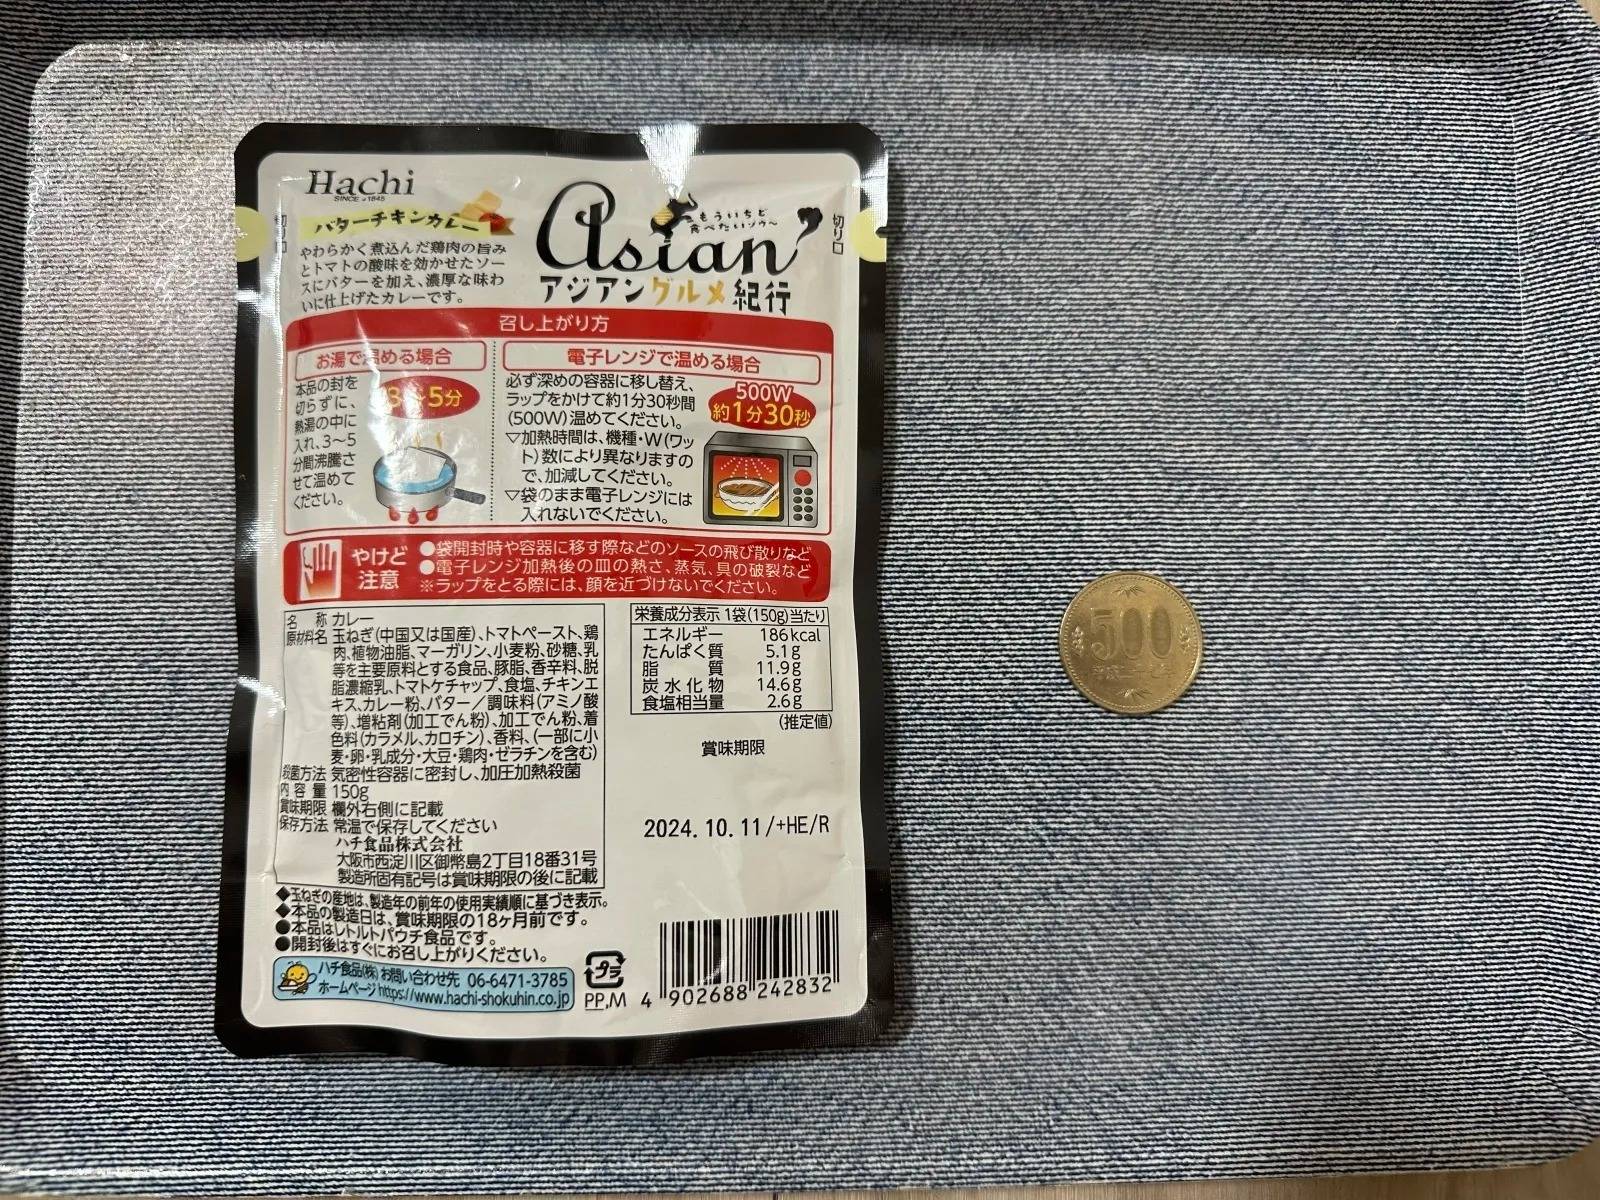 Hachi
SINCE 1845
バターチキンカレー
やわらかく煮込んだ鶏肉の旨み
とトマトの酸味を効かせたソー
スにバターを加え、濃厚な味わ
いに仕上げたカレーです。
もういちど
食べたいゾウ〜
Asian
アジアングルメ紀行
切り口
切り口
召し上がり方
お湯で温める場合
本品の封を
切らずに、
熱湯の中に
入れ、3〜5
分間沸騰さ
せて温めて
ください。
3〜5分
電子レンジで温める場合
必ず深めの容器に移し替え、
ラップをかけて約1分30秒間
(500W)温めてください。
▽加熱時間は、機種・W(ワッ
ト)数により異なりますの
で、加減してください。
▽袋のまま電子レンジには
入れないでください。
500W
約1分30秒
やけど
注意
●袋開封時や容器に移す際などのソースの飛び散りなど
●電子レンジ加熱後の皿の熱さ、蒸気、具の破裂など
※ラップをとる際には、顔を近づけないでください。
名称 カレー
原材料名 玉ねぎ(中国又は国産)、トマトペースト、鶏
肉、植物油脂、マーガリン、小麦粉、砂糖、乳
等を主要原料とする食品、豚脂、香辛料、脱
脂濃縮乳、トマトケチャップ、食塩、チキンエ
キス、カレー粉、バター／調味料(アミノ酸
等)、増粘剤(加工でん粉)、加工でん粉、着
色料(カラメル、カロチン)、香料、(一部に小
麦・卵・乳成分・大豆・鶏肉・ゼラチンを含む)
殺菌方法 気密性容器に密封し、加圧加熱殺菌
内容量 150g
賞味期限 欄外右側に記載
保存方法 常温で保存してください
ハチ食品株式会社
大阪市西淀川区御幣島2丁目18番31号
製造所固有記号は賞味期限の後に記載
栄養成分表示 1袋(150g)当たり
エネルギー 186kcal
たんぱく質 5.1g
脂質 11.9g
炭水化物 14.6g
食塩相当量 2.6g
(推定値)
賞味期限
2024.10.11/+HE/R
◆玉ねぎの産地は、製造年の前年の使用実績順に基づき表示。
◆本品の製造日は、賞味期限の18ヶ月前です。
●本品はレトルトパウチ食品です。
●開封後はすぐにお召し上がりください。
ハチ食品(株) お問い合わせ先 06-6471-3785
ホームページ https://www.hachi-shokuhin.co.jp
プラ
PP,M
4 902688 242832
500